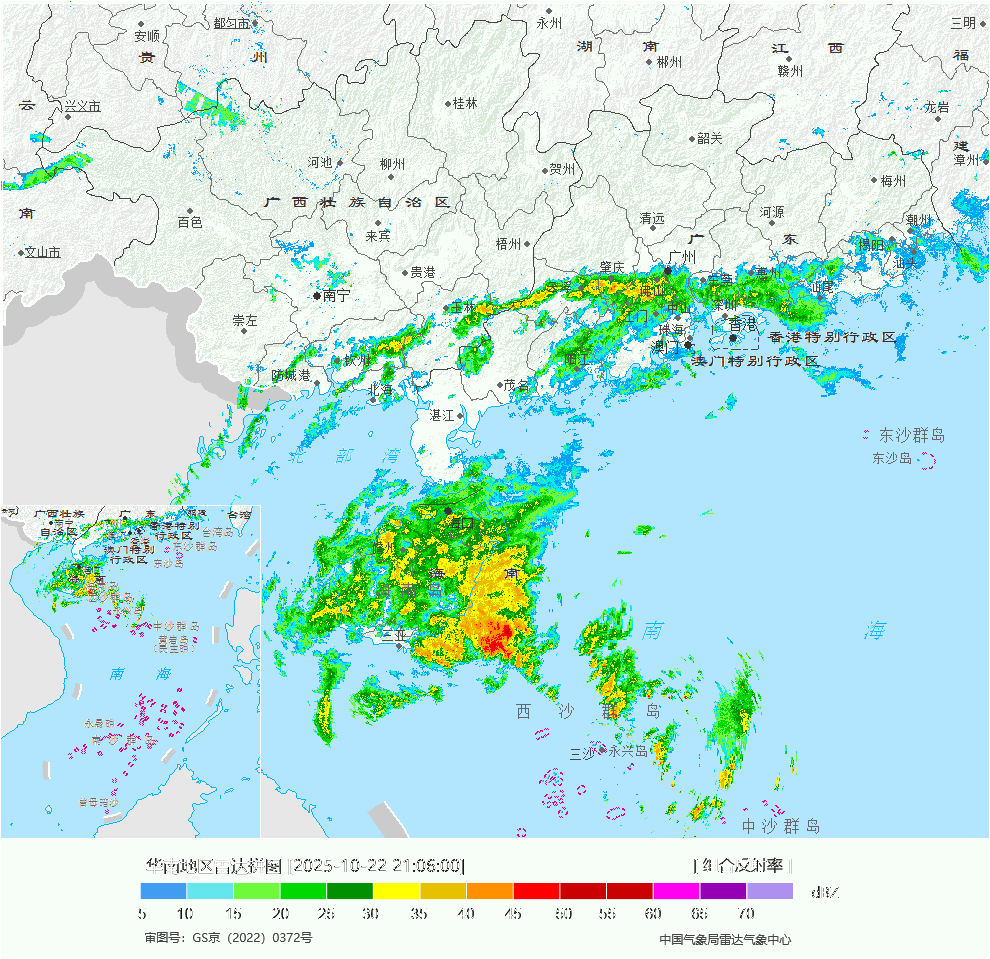 永州
三明
安顺
都匀市
湖 南
江 西
贵 州
郴州
赣州
福
云
兴义市
桂林
龙岩
韶关
建
河池
柳州
贺州
漳州
梅州
广西壮族自治区
南
百色
来宾
清远
河源
潮州
文山市
梧州
广 东
揭阳
汕头
贵港
肇庆
广州
惠州
南宁
佛山
汕尾
玉林
崇左
深圳
江门
珠海
香港
香港特别行政区
钦州
澳门
澳门特别行政区
阳江
防城港
北海
茂名
湛江
东沙群岛
北部湾
东沙岛
海口
海 南
海南岛
三亚
南 海
西沙群岛
三沙
永兴岛
中沙群岛
广西壮族
自治区
广 东
台湾
香港特别
行政区
台湾岛
澳门特别
行政区
东沙群岛
东沙岛
中沙群岛
黄岩岛
南 海
永暑礁
南沙群岛
曾母暗沙
华南地区雷达拼图 [2025-10-22 21:06:00]
[组合反射率]
dBZ
5 10 15 20 25 30 35 40 45 50 55 60 65 70
审图号：GS京（2022）0372号
中国气象局雷达气象中心